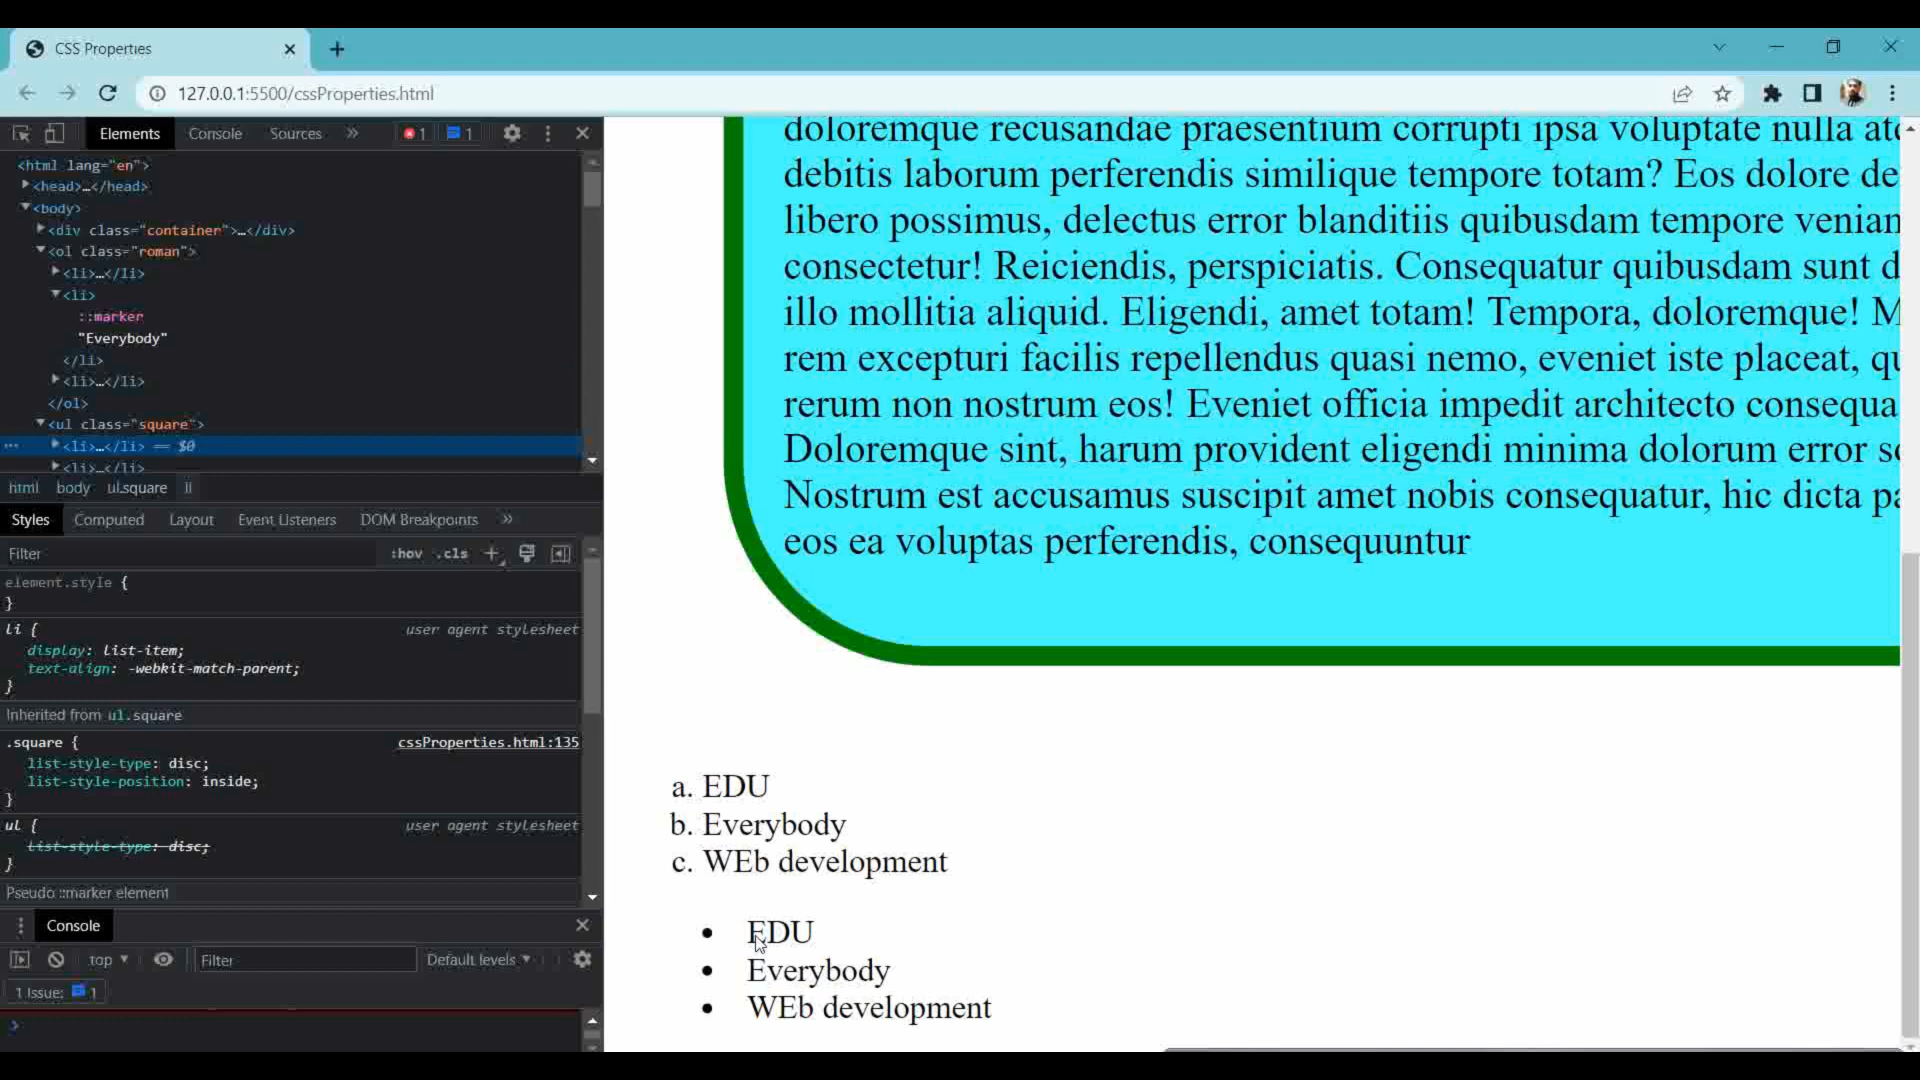 CSS Properties
127.0.0.1:5500/cssProperties.html
Elements Console Sources » 1 1
<html lang="en">
<head>…</head>
<body>
<div class="container">…</div>
<ol class="roman">
<li>…</li>
<li>
::marker
"Everybody"
</li>
<li>…</li>
</ol>
<ul class="square">
… <li>…</li> == $0
<li>…</li>
html body ul.square li
Styles Computed Layout Event Listeners DOM Breakpoints »
Filter :hov .cls +
element.style {
}
li { user agent stylesheet
display: list-item;
text-align: -webkit-match-parent;
}
Inherited from ul.square
.square { cssProperties.html:135
list-style-type: disc;
list-style-position: inside;
}
ul { user agent stylesheet
list-style-type: disc;
}
Pseudo ::marker element
Console
top Filter Default levels
1 Issue: 1
doloremque recusandae praesentium corrupti ipsa voluptate nulla
debitis laborum perferendis similique tempore totam? Eos dolore de
libero possimus, delectus error blanditiis quibusdam tempore venian
consectetur! Reiciendis, perspiciatis. Consequatur quibusdam sunt d
illo mollitia aliquid. Eligendi, amet totam! Tempora, doloremque! M
rem excepturi facilis repellendus quasi nemo, eveniet iste placeat, qu
rerum non nostrum eos! Eveniet officia impedit architecto consequa
Doloremque sint, harum provident eligendi minima dolorum error
Nostrum est accusamus suscipit amet nobis consequatur, hic dicta
eos ea voluptas perferendis, consequuntur
a. EDU
b. Everybody
c. WEb development
• EDU
• Everybody
• WEb development